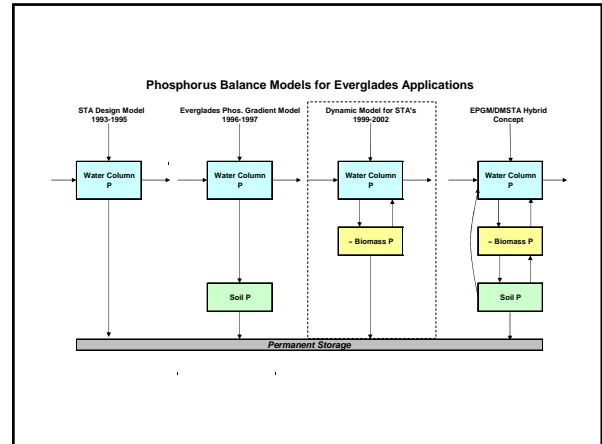 Phosphorus Balance Models for Everglades Applications
STA Design Model
1993-1995
Everglades Phos. Gradient Model
1996-1997
Dynamic Model for STA's
1999-2002
EPGM/DMSTA Hybrid
Concept
Water Column
P
Water Column
P
Water Column
P
Water Column
P
~ Biomass P
~ Biomass P
Soil P
Soil P
Permanent Storage